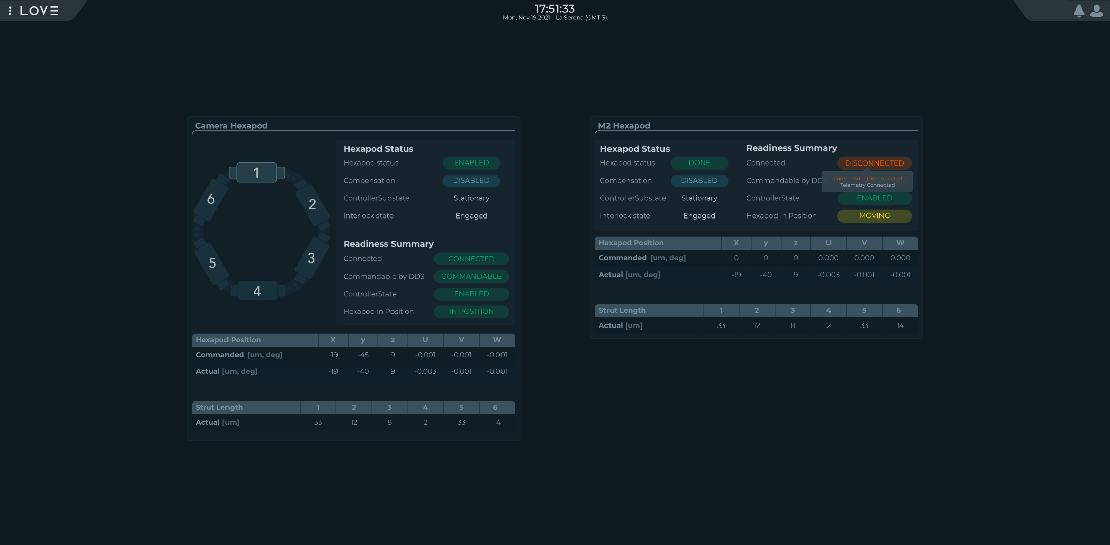 LOVE
17:51:33
Mon, Nov 19 2021 - La Serena (GMT-3)
Camera Hexapod
1
2
3
4
5
6
Hexapod Status
Hexapod status ENABLED
Compensation DISABLED
ControllerSubstate Stationary
Interlock state Engaged
Readiness Summary
Connected CONNECTED
Commandable by DDS COMMANDABLE
ControllerState ENABLED
Hexapod in Position IN POSITION
Hexapod Position X y z U V W
Commanded [um, deg] -19 -45 9 -0.001 -0.001 -0.001
Actual [um, deg] -19 -40 9 -0.003 -0.001 -0.001
Strut Length 1 2 3 4 5 6
Actual [um] 33 12 8 2 33 4
M2 Hexapod
Hexapod Status
Hexapod status DONE
Compensation DISABLED
ControllerSubstate Stationary
Interlock state Engaged
Readiness Summary
Connected DISCONNECTED
Commandable by DD
Telemetry Connected
ControllerState ENABLED
Hexapod in Position MOVING
Hexapod Position X y z U V W
Commanded [um, deg] 0 0 0 0.000 0.000 0.000
Actual [um, deg] -19 -40 9 -0.003 -0.001 -0.001
Strut Length 1 2 3 4 5 6
Actual [um] 33 12 11 2 33 14